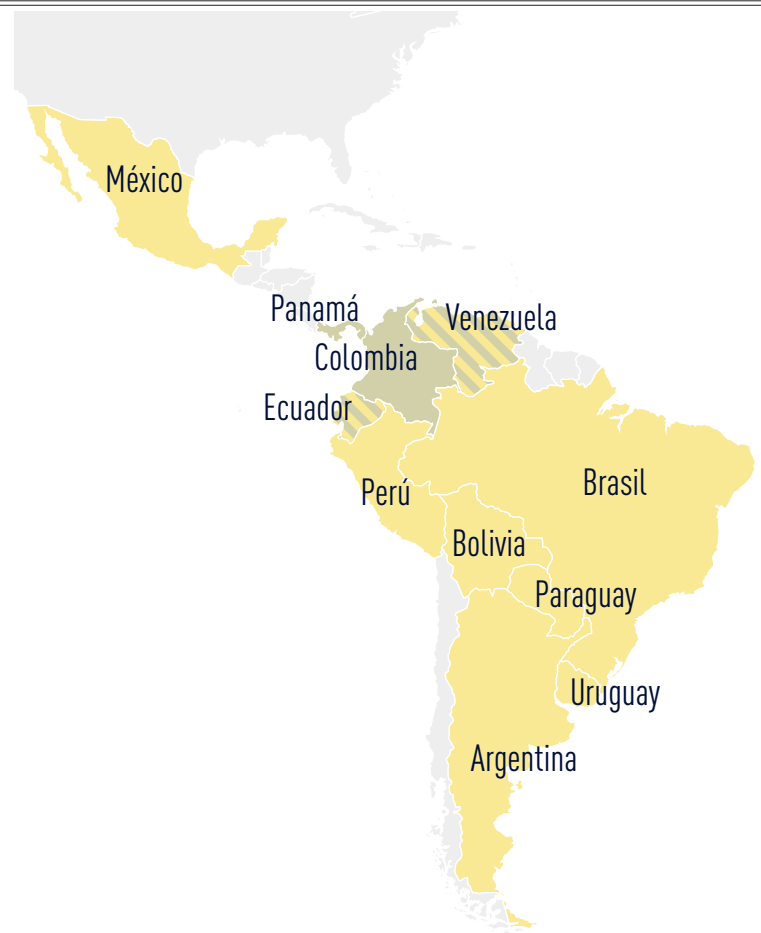 México
Panamá
Venezuela
Colombia
Ecuador
Perú
Brasil
Bolivia
Paraguay
Uruguay
Argentina